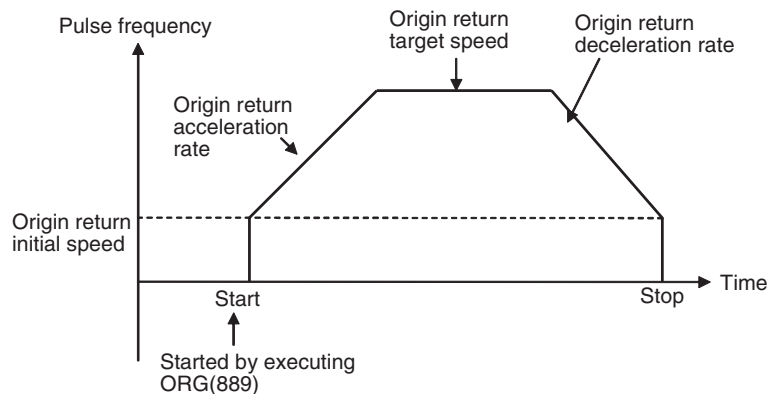 Pulse frequency
Origin return
target speed
Origin return
deceleration rate
Origin return
acceleration
rate
Origin return
initial speed
Time
Start
Stop
Started by executing
ORG(889)